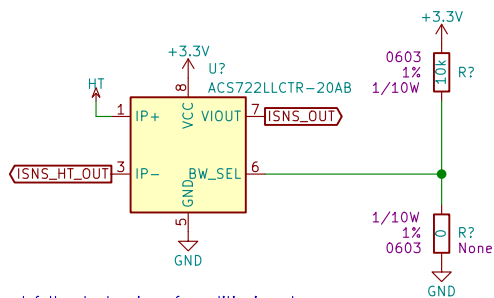 +3.3V
0603
1%
1/10W
10k
R?
+3.3V
U?
ACS722LLCTR-20AB
HT
8
VCC
1
IP+
VIOUT
7
ISNS_OUT
ISNS_HT_OUT
3
IP-
BW_SEL
6
GND
5
GND
1/10W
1%
0603
0
R?
None
GND